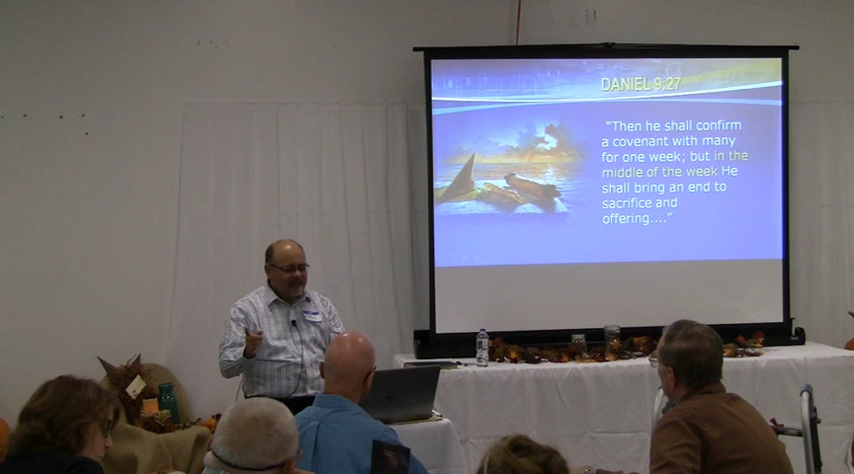 DANIEL 9:27
“Then he shall confirm
a covenant with many
for one week; but in the
middle of the week He
shall bring an end to
sacrifice and
offering....”